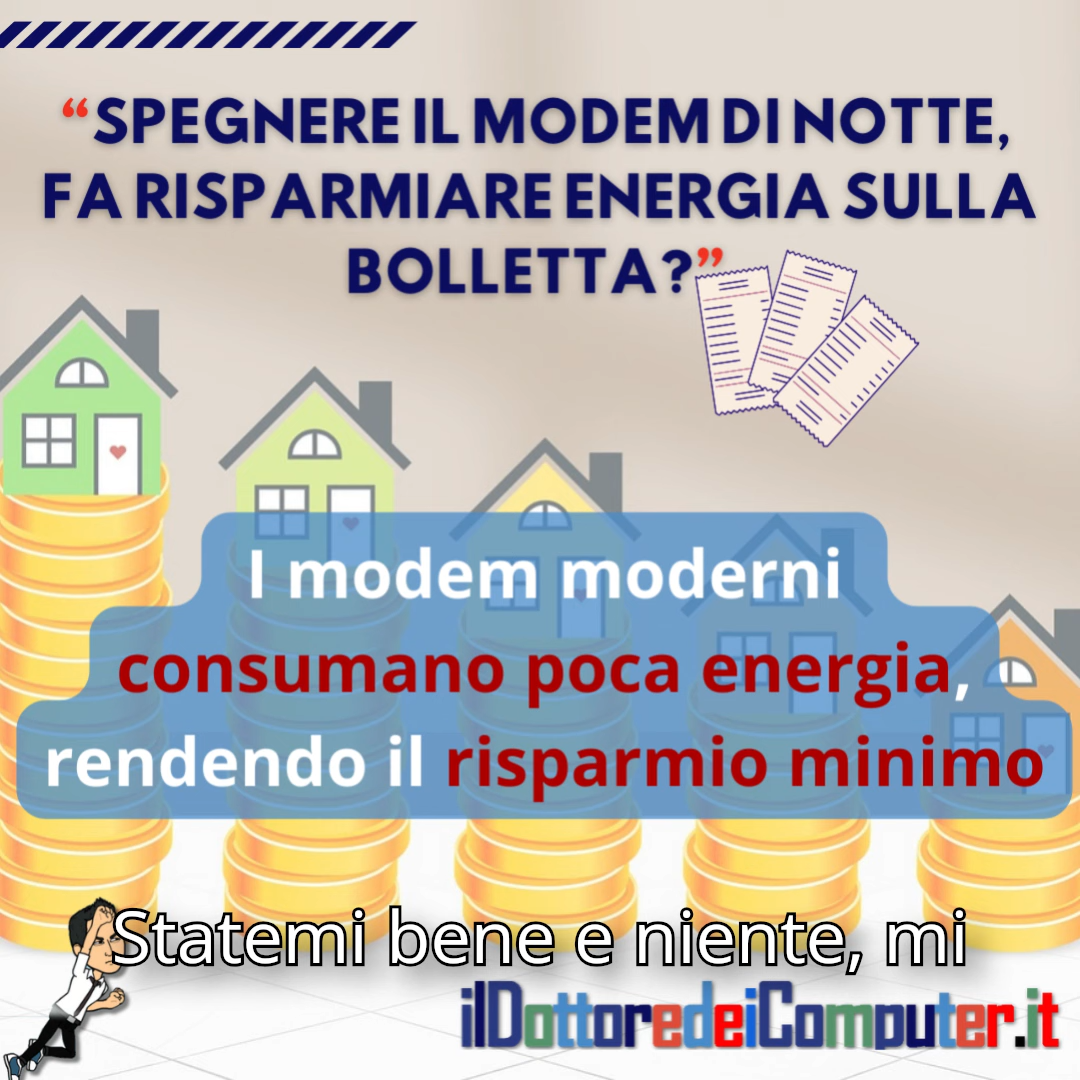 “SPEGNERE IL MODEM DI NOTTE,
FA RISPARMIARE ENERGIA SULLA
BOLLETTA?”
I modem moderni
consumano poca energia,
rendendo il risparmio minimo
Statemi bene e niente, mi
ilDottoredeiComputer.it